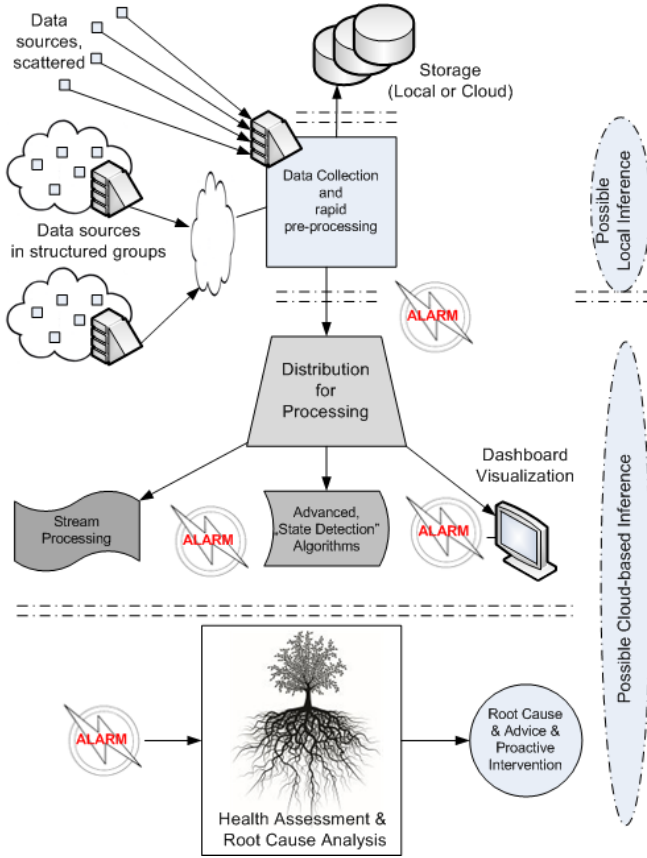 Data
sources,
scattered
Storage
(Local or Cloud)
Data Collection
and
rapid
pre-processing
Possible
Local Inference
Data sources
in structured groups
ALARM
Distribution
for
Processing
Dashboard
Visualization
Stream
Processing
ALARM
Advanced,
„State Detection"
Algorithms
ALARM
Possible Cloud-based Inference
ALARM
Health Assessment &
Root Cause Analysis
Root Cause
& Advice &
Proactive
Intervention